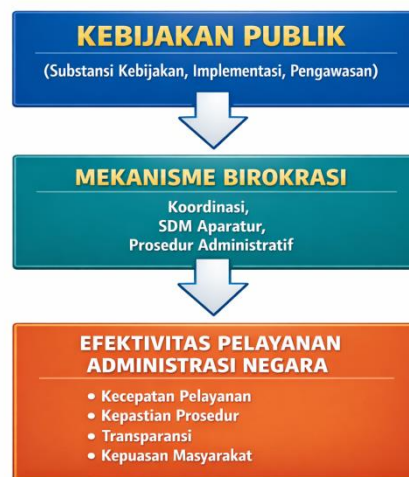 KEBIJAKAN PUBLIK
(Substansi Kebijakan, Implementasi, Pengawasan)
MEKANISME BIROKRASI
Koordinasi,
SDM Aparatur,
Prosedur Administratif
EFEKTIVITAS PELAYANAN
ADMINISTRASI NEGARA
• Kecepatan Pelayanan
• Kepastian Prosedur
• Transparansi
• Kepuasan Masyarakat